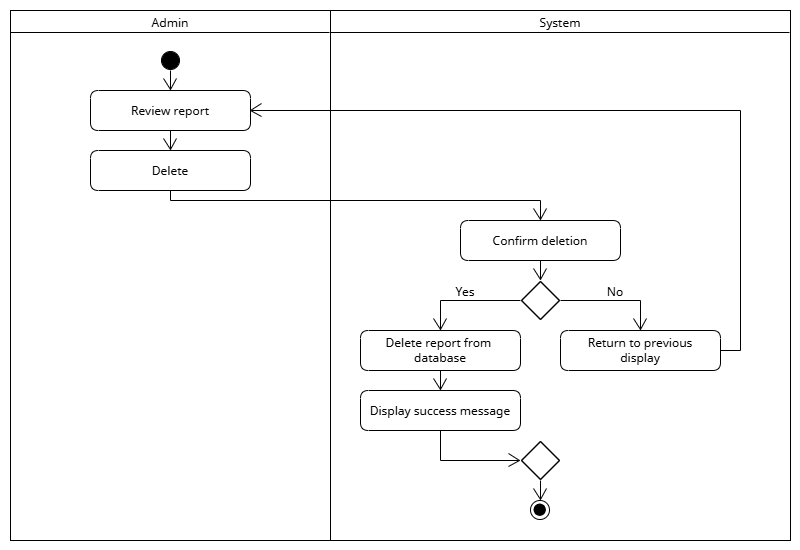 Admin
System
Review report
Delete
Confirm deletion
Yes
No
Delete report from
database
Return to previous
display
Display success message